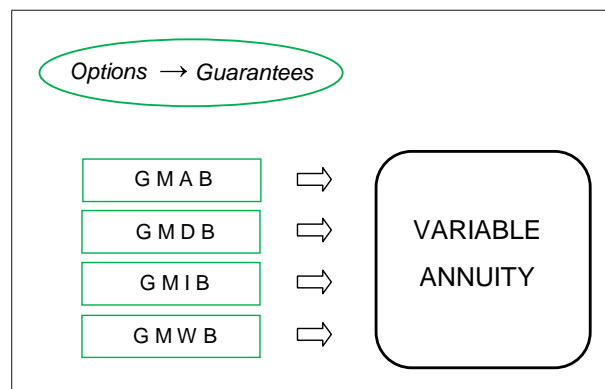 Options → Guarantees
G M A B
G M D B
G M I B
G M W B
VARIABLE
ANNUITY